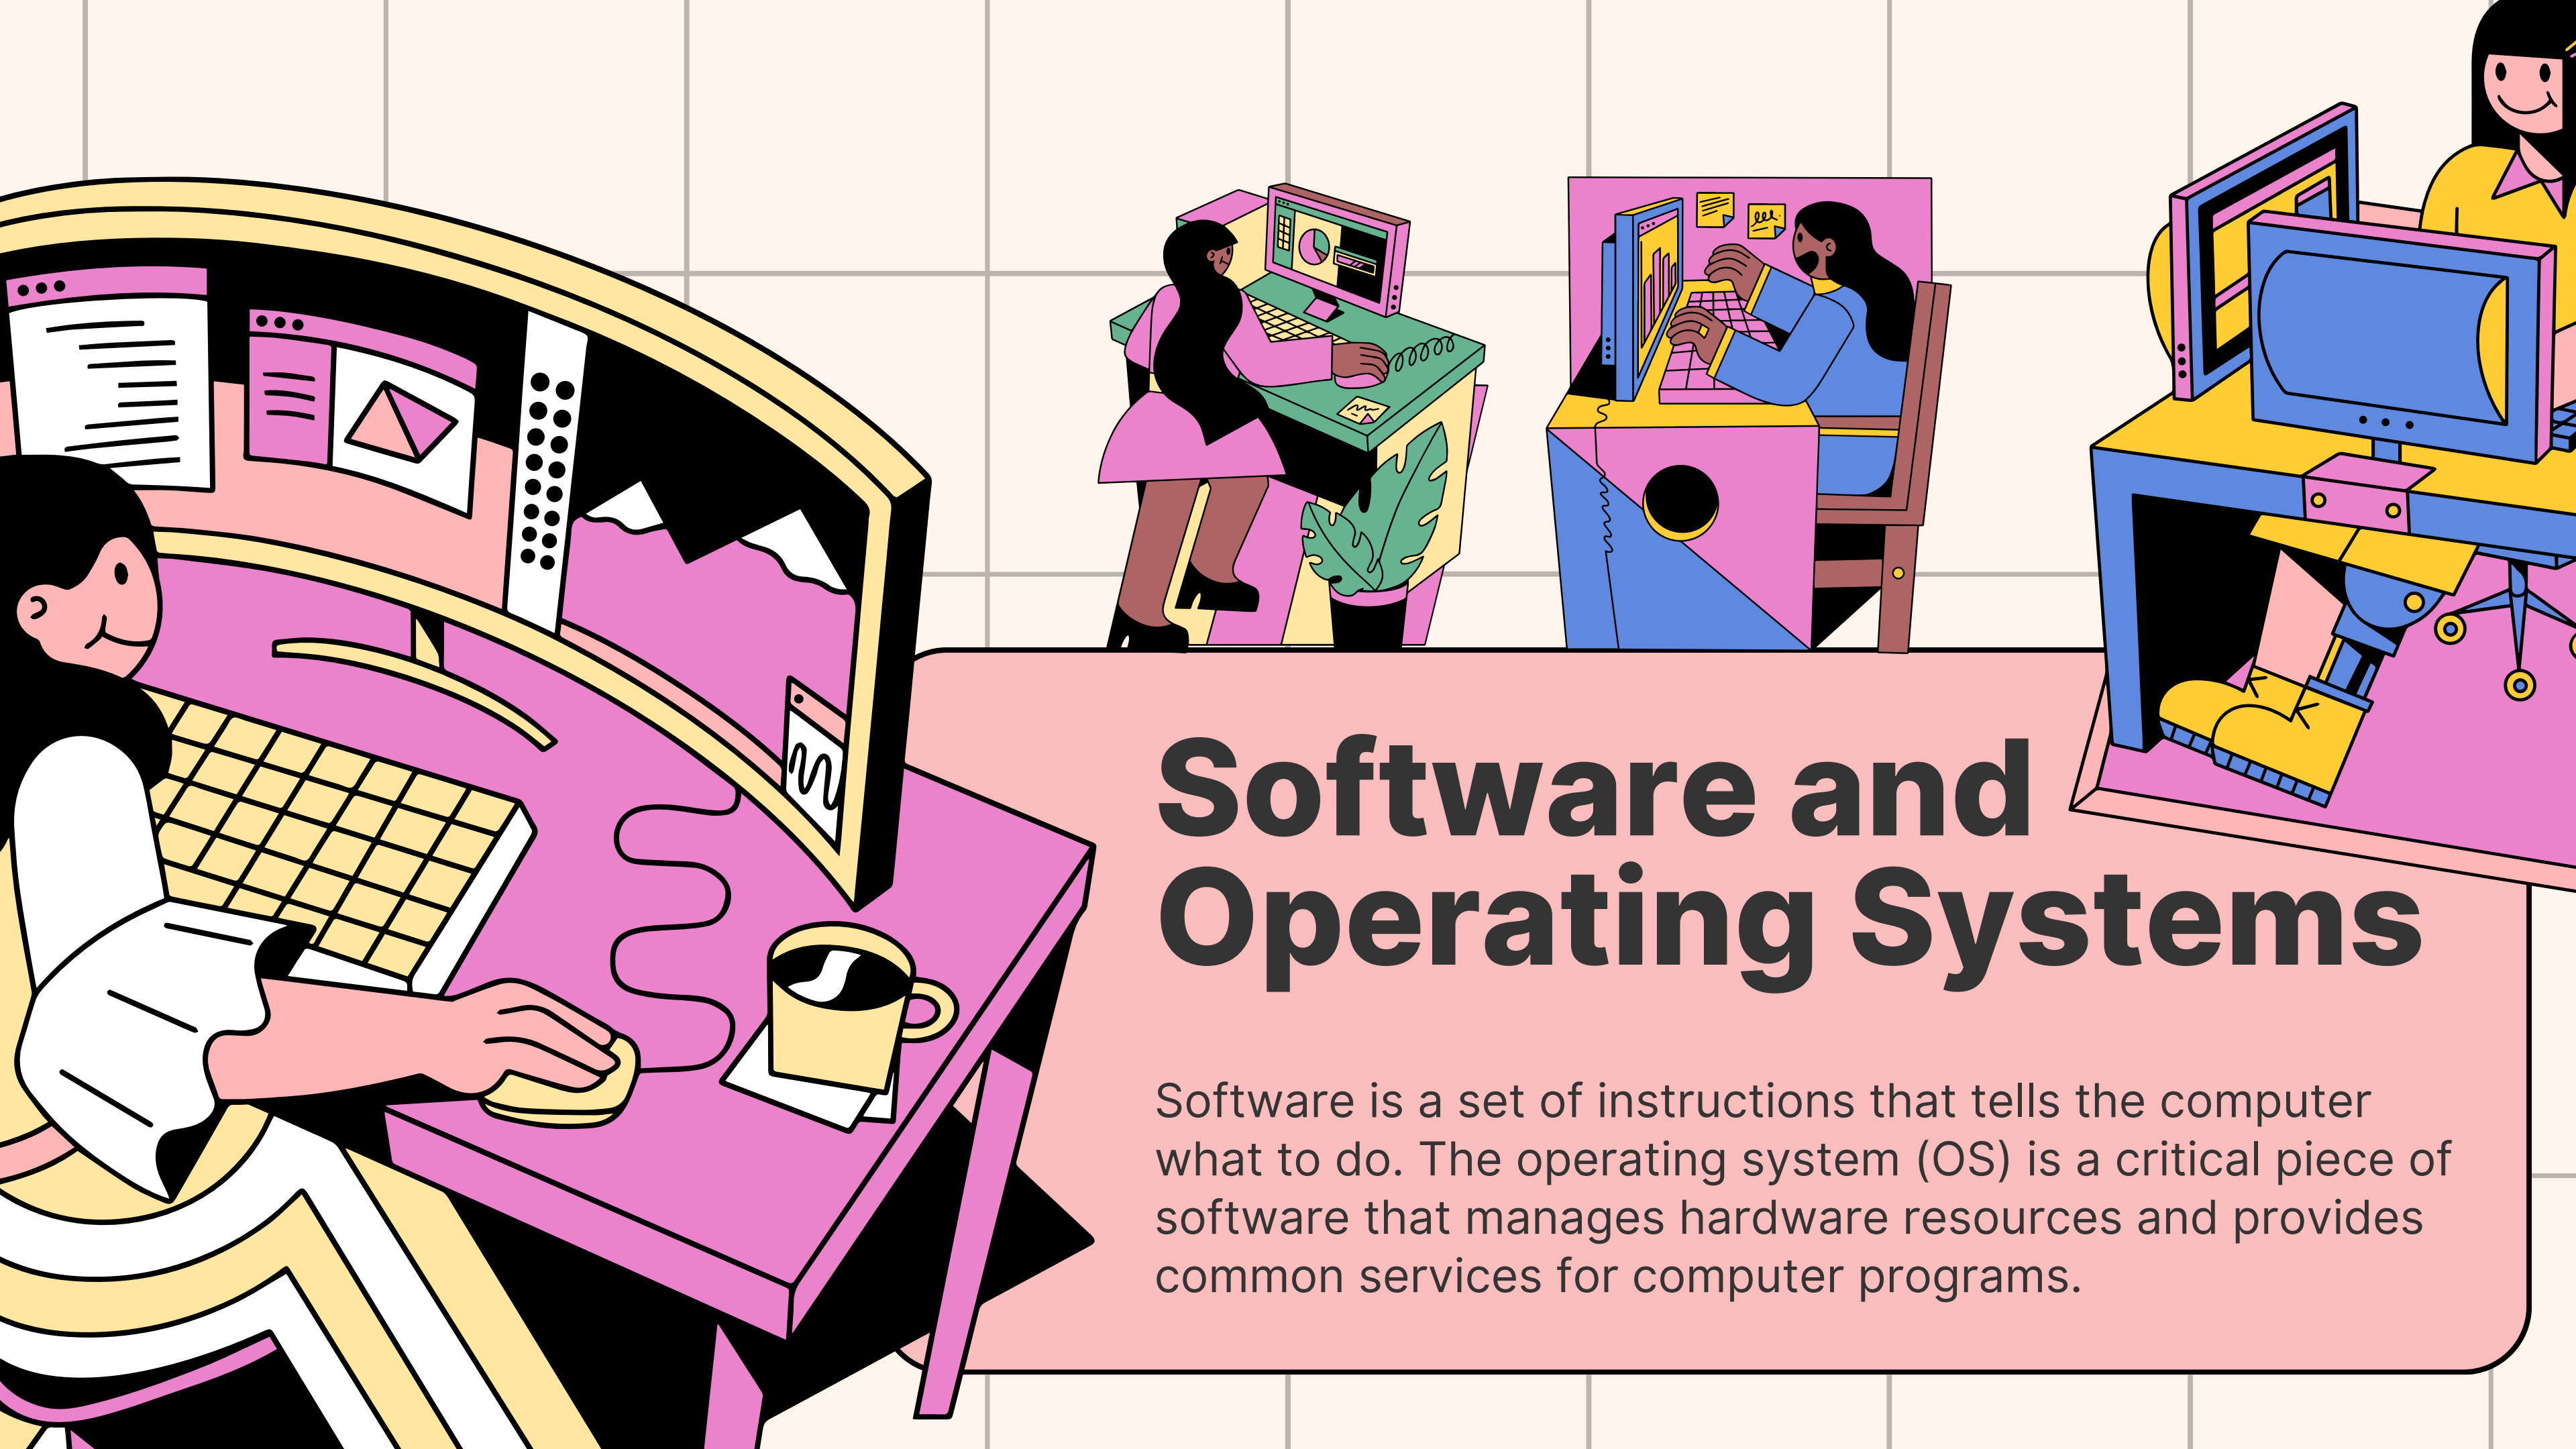 Software and
Operating Systems
Software is a set of instructions that tells the computer
what to do. The operating system (OS) is a critical piece of
software that manages hardware resources and provides
common services for computer programs.